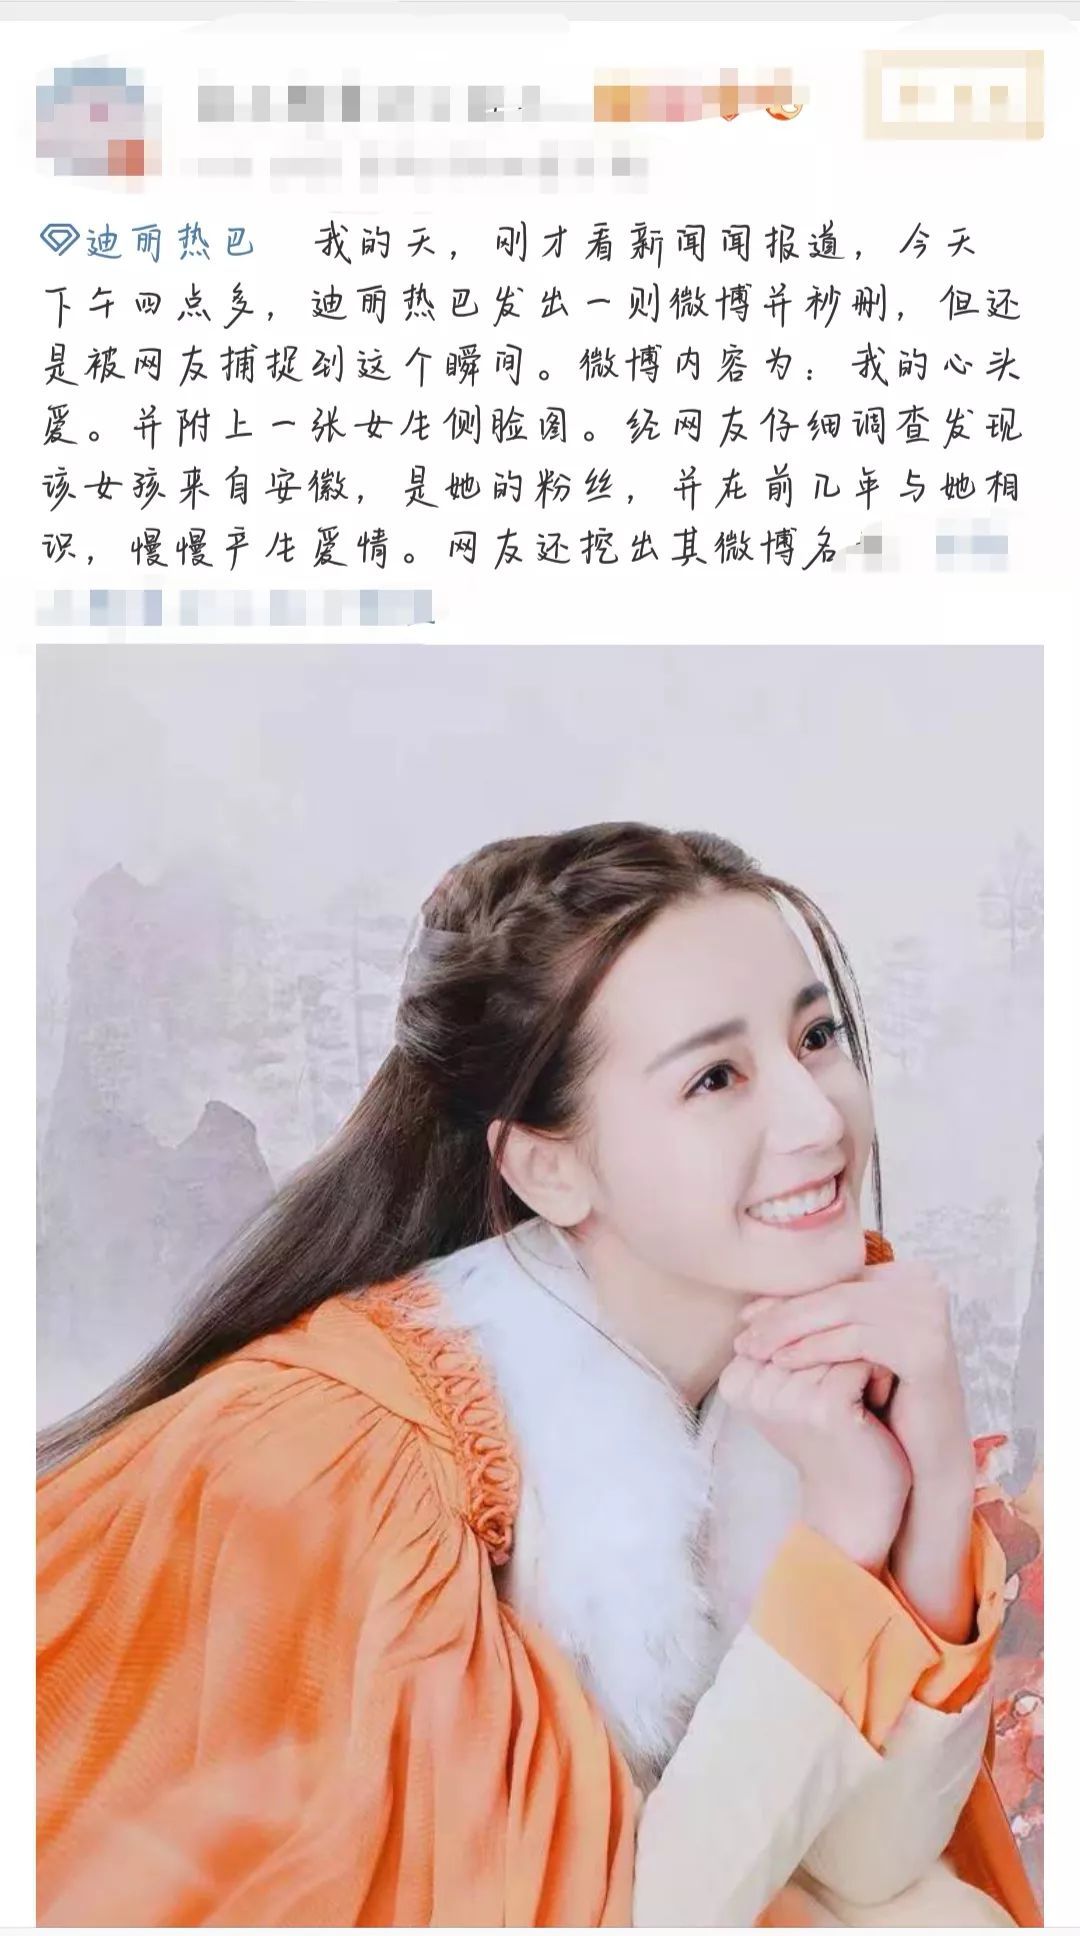 迪丽热巴 我的天，刚才看新闻闻报道，今天
下午四点多，迪丽热巴发出一则微博并秒删，但还
是被网友捕捉到这个瞬间。微博内容为：我的心头
爱。并附上一张女生侧脸图。经网友仔细调查发现
该女孩来自安徽，是她的粉丝，并在前几年与她相
识，慢慢产生爱情。网友还挖出其微博名